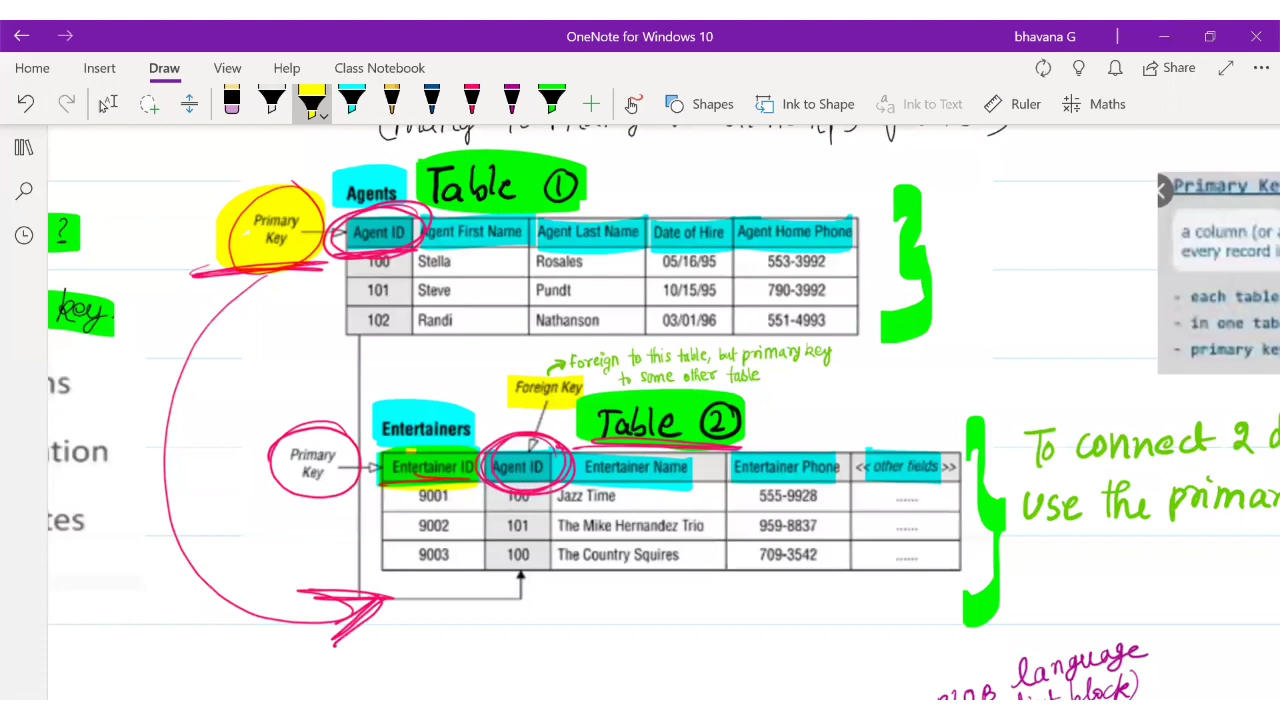 OneNote for Windows 10
bhavana G
Home Insert Draw View Help Class Notebook
Share
Shapes Ink to Shape Ink to Text Ruler Maths
Agents Table ①
Primary Key
Agent ID Agent First Name Agent Last Name Date of Hire Agent Home Phone
100 Stella Rosales 05/16/95 553-3992
101 Steve Pundt 10/15/95 790-3992
102 Randi Nathanson 03/01/96 551-4993
?
key.
Foreign to this table, but primary key
to some other table
Foreign Key
Entertainers Table ②
Primary Key
Entertainer ID Agent ID Entertainer Name Entertainer Phone << other fields >>
9001 100 Jazz Time 555-9928 ......
9002 101 The Mike Hernandez Trio 959-8837 ......
9003 100 The Country Squires 709-3542 ......
To connect 2
use the primar
Primary Ke
a column (or
every record i
- each table
- in one tab
- primary ke
ns
ation
tes
language
block)